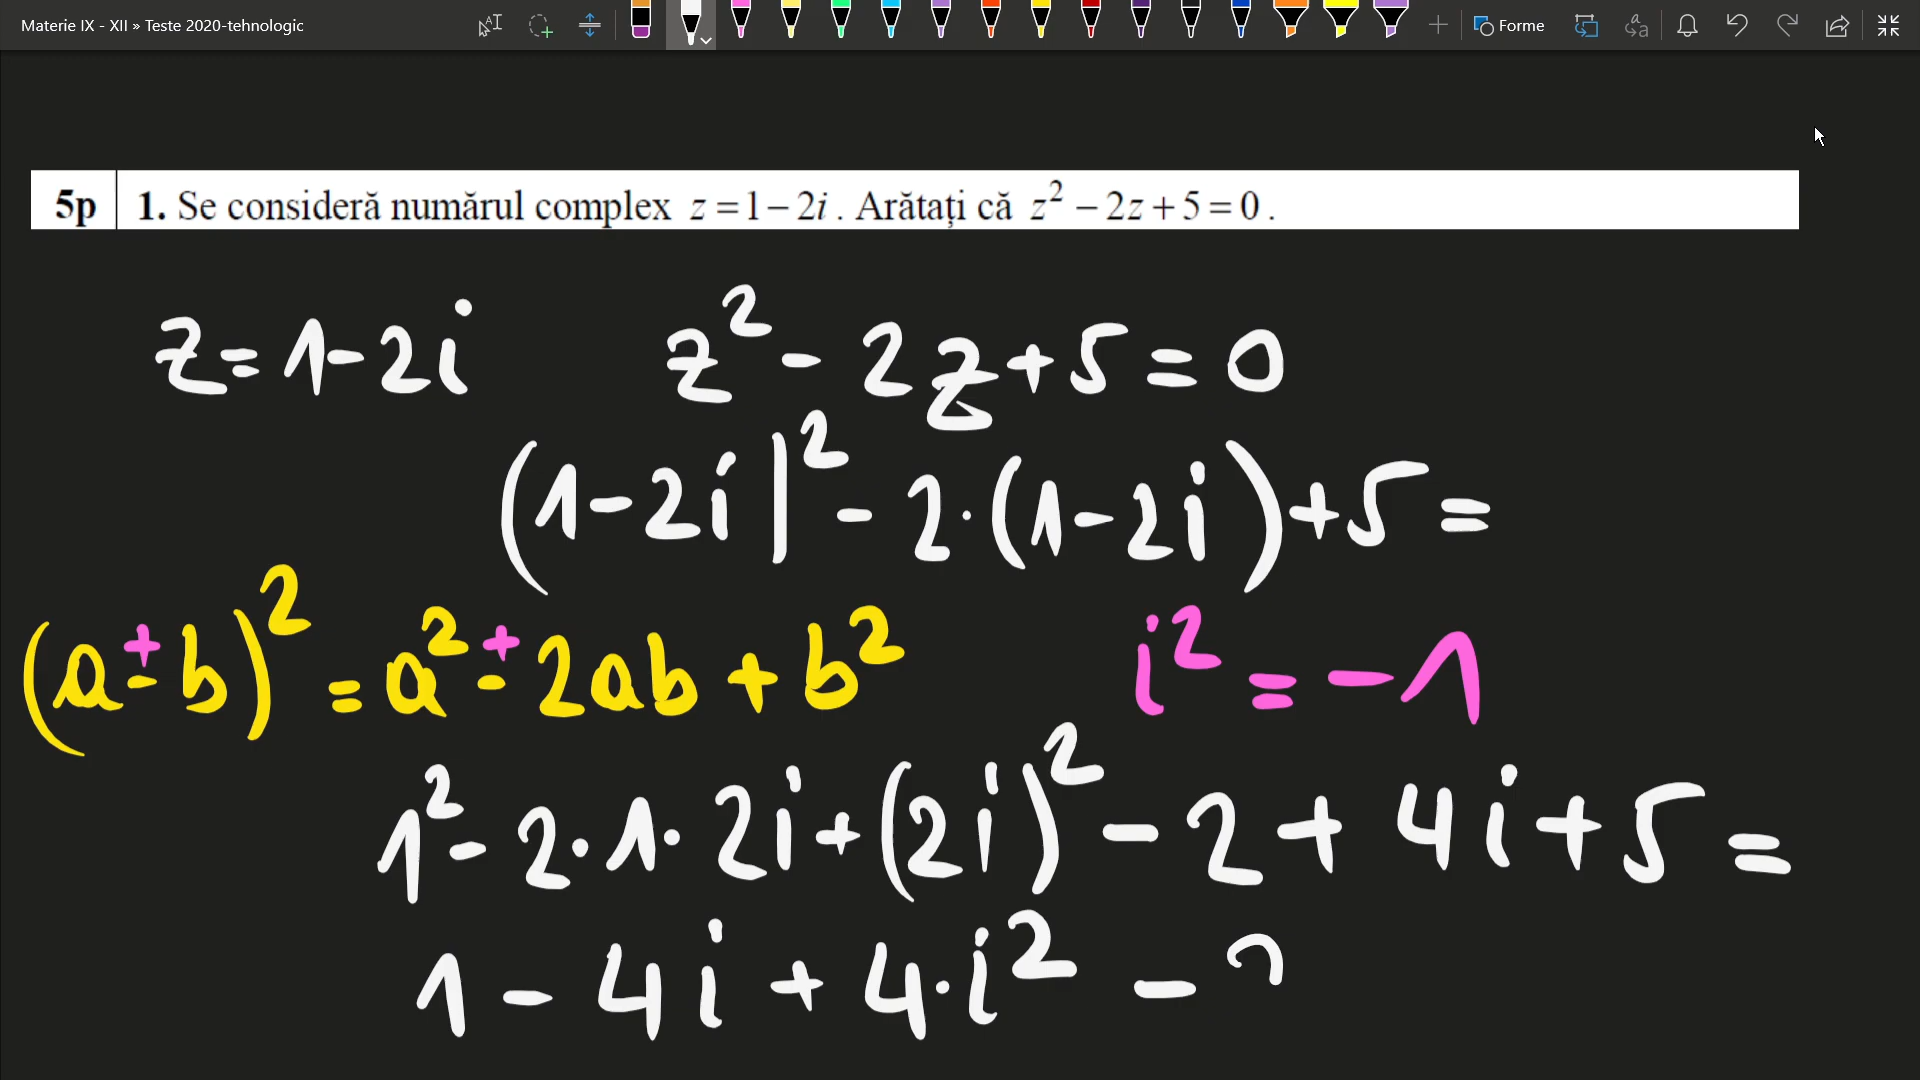 Materie IX - XII » Teste 2020-tehnologic
Forme
5p 1. Se consideră numărul complex z = 1 − 2i . Arătați că z² − 2z + 5 = 0 .
z = 1 - 2i z² - 2z + 5 = 0
(1 - 2i)² - 2·(1 - 2i) + 5 =
(a ± b)² = a² ± 2ab + b² i² = -1
1² - 2·1·2i + (2i)² - 2 + 4i + 5 =
1 - 4i + 4·i² -